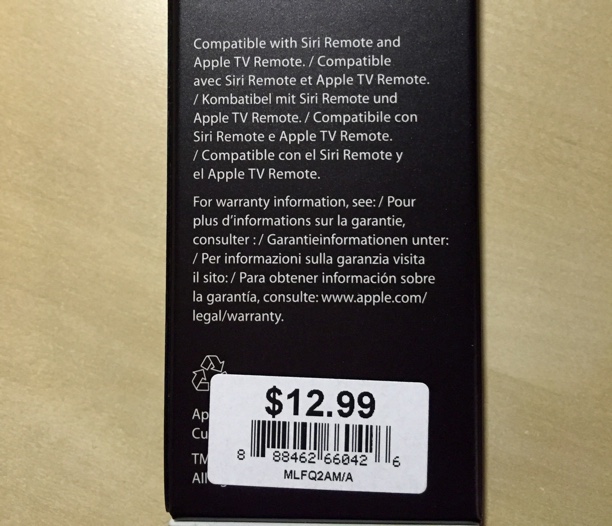 Compatible with Siri Remote and
Apple TV Remote. / Compatible
avec Siri Remote et Apple TV Remote.
/ Kombatibel mit Siri Remote und
Apple TV Remote. / Compatibile con
Siri Remote e Apple TV Remote.
/ Compatible con el Siri Remote y
el Apple TV Remote.
For warranty information, see: / Pour
plus d'informations sur la garantie,
consulter : / Garantieinformationen unter:
/ Per informazioni sulla garanzia visita
il sito: / Para obtener información sobre
la garantía, consulte: www.apple.com/
legal/warranty.
Ap
Cu
TM
All
$12.99
8 88462 66042 6
MLFQ2AM/A